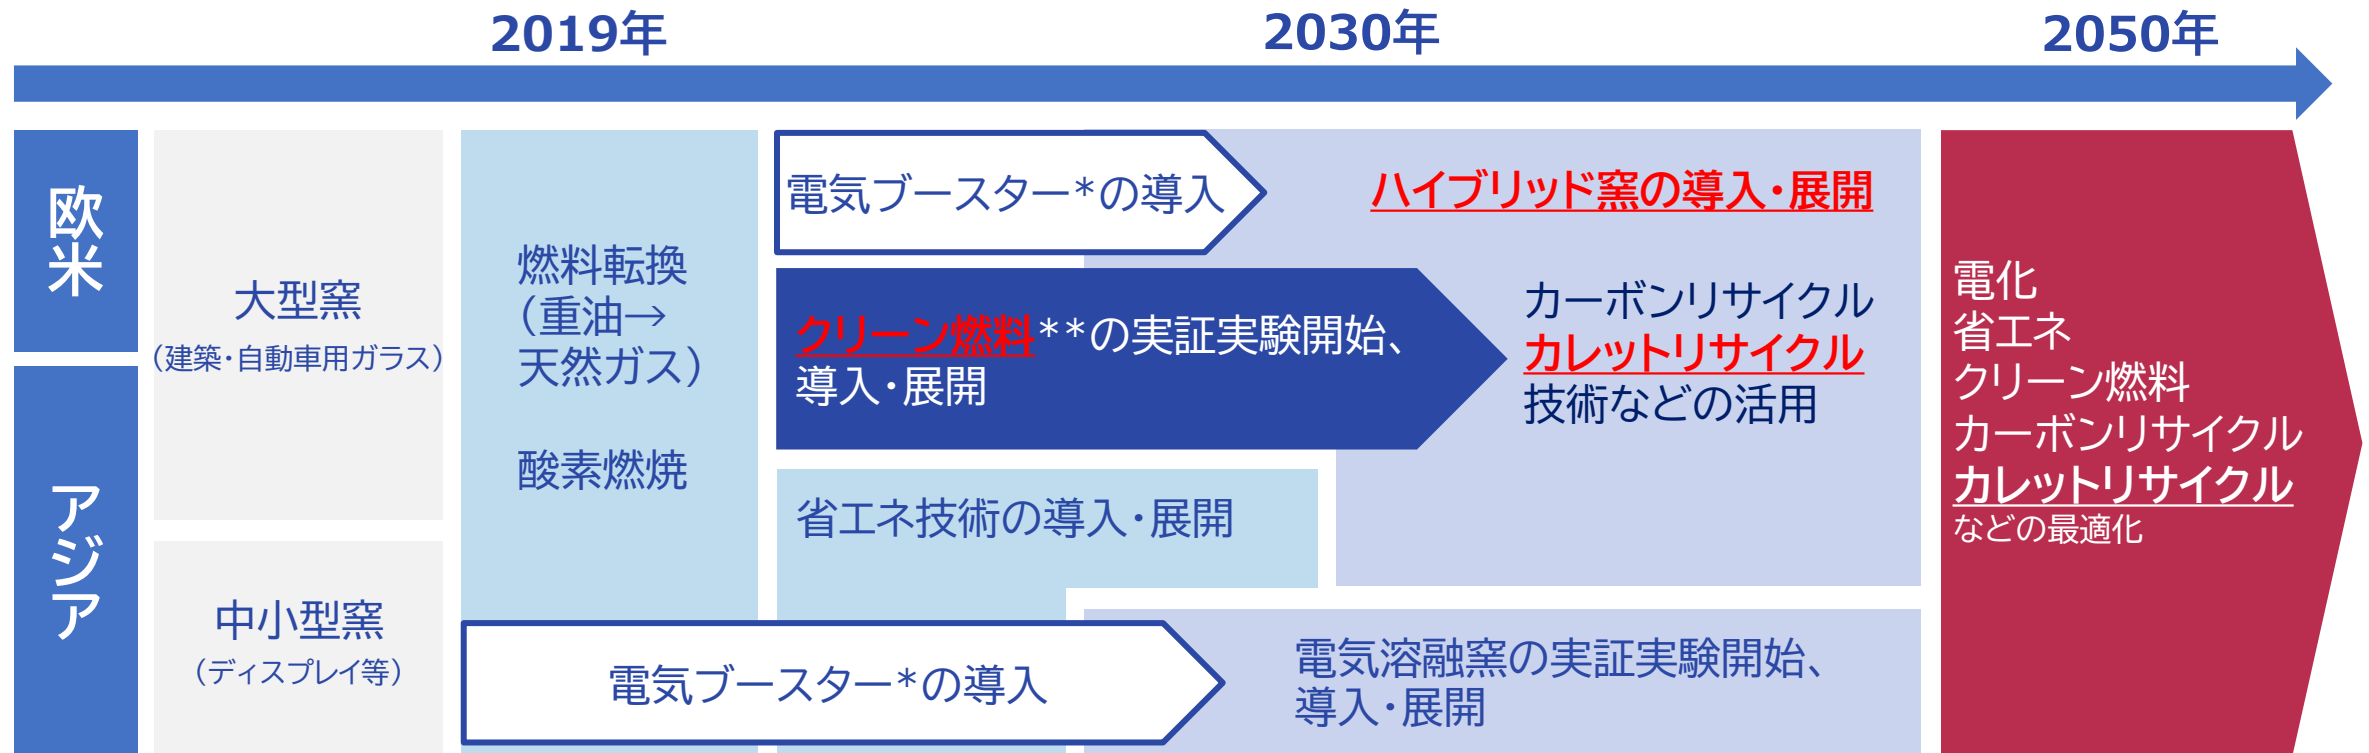 2019年
2030年
2050年
欧米
アジア
大型窯
（建築・自動車用ガラス）
中小型窯
（ディスプレイ等）
燃料転換
（重油→
天然ガス）
酸素燃焼
電気ブースター*の導入
クリーン燃料**の実証実験開始、
導入・展開
省エネ技術の導入・展開
電気ブースター*の導入
ハイブリッド窯の導入・展開
カーボンリサイクル
カレットリサイクル
技術などの活用
電気溶融窯の実証実験開始、
導入・展開
電化
省エネ
クリーン燃料
カーボンリサイクル
カレットリサイクル
などの最適化